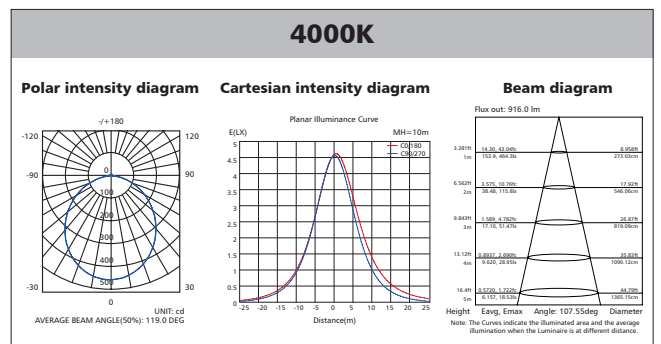 4000K
Polar intensity diagram
-/+180
-120
120
-90
90
0
100
200
300
400
500
-30
30
0
UNIT: cd
AVERAGE BEAM ANGLE(50%): 119.0 DEG
Cartesian intensity diagram
Planar Illuminance Curve
E(LX)
MH=10m
C0/180
C90/270
5
4.5
4
3.5
3
2.5
2
1.5
1
0.5
0
-25 -20 -15 -10 -5 0 5 10 15 20 25
Distance(m)
Beam diagram
Flux out: 916.0 lm
3.281ft 14.30, 43.04fc 8.958ft
1m 153.9, 464.3lx 273.03cm
6.562ft 3.575, 10.76fc 17.92ft
2m 38.48, 115.8lx 546.06cm
9.843ft 1.589, 4.782fc 26.87ft
3m 17.10, 51.47lx 819.09cm
13.12ft 0.8937, 2.690fc 35.83ft
4m 9.620, 28.95lx 1090.12cm
16.4ft 0.5720, 1.722fc 44.79ft
5m 6.157, 18.53lx 1365.15cm
Height Eavg, Emax Angle: 107.55deg Diameter
Note: The Curves indicate the illuminated area and the average
illumination when the Luminaire is at different distance.